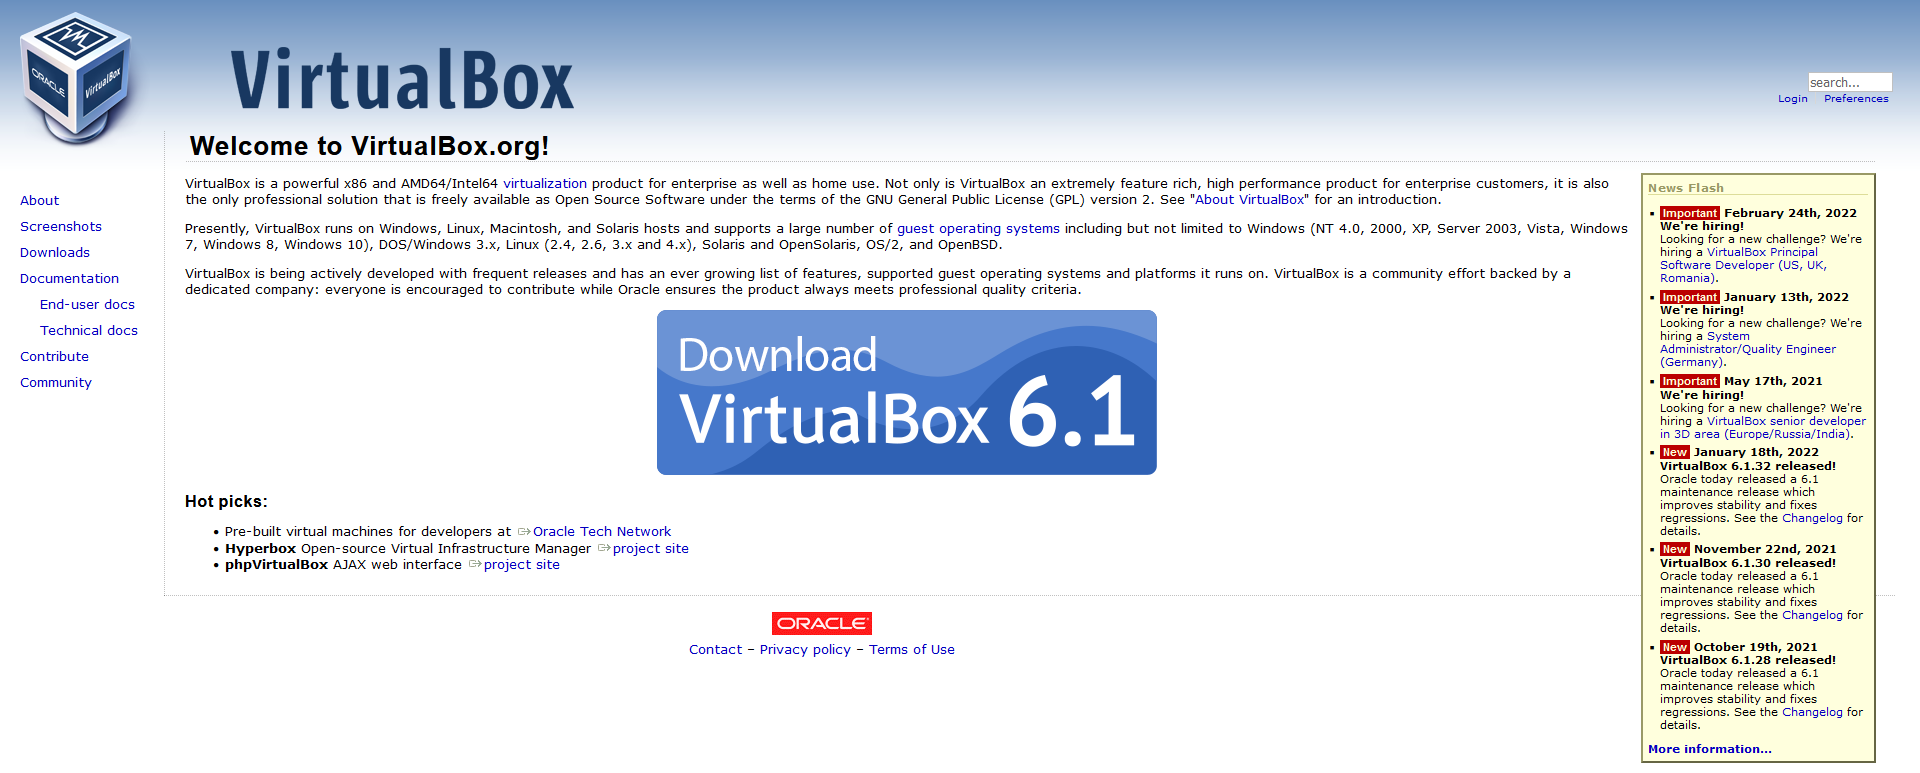 ORACLE
VirtualBox
VirtualBox
search...
Login Preferences
Welcome to VirtualBox.org!
About
Screenshots
Downloads
Documentation
End-user docs
Technical docs
Contribute
Community
VirtualBox is a powerful x86 and AMD64/Intel64 virtualization product for enterprise as well as home use. Not only is VirtualBox an extremely feature rich, high performance product for enterprise customers, it is also
the only professional solution that is freely available as Open Source Software under the terms of the GNU General Public License (GPL) version 2. See "About VirtualBox" for an introduction.
Presently, VirtualBox runs on Windows, Linux, Macintosh, and Solaris hosts and supports a large number of guest operating systems including but not limited to Windows (NT 4.0, 2000, XP, Server 2003, Vista, Windows
7, Windows 8, Windows 10), DOS/Windows 3.x, Linux (2.4, 2.6, 3.x and 4.x), Solaris and OpenSolaris, OS/2, and OpenBSD.
VirtualBox is being actively developed with frequent releases and has an ever growing list of features, supported guest operating systems and platforms it runs on. VirtualBox is a community effort backed by a
dedicated company: everyone is encouraged to contribute while Oracle ensures the product always meets professional quality criteria.
Download
VirtualBox 6.1
Hot picks:
• Pre-built virtual machines for developers at Oracle Tech Network
• Hyperbox Open-source Virtual Infrastructure Manager project site
• phpVirtualBox AJAX web interface project site
News Flash
▪ Important February 24th, 2022
We're hiring!
Looking for a new challenge? We're
hiring a VirtualBox Principal
Software Developer (US, UK,
Romania).
▪ Important January 13th, 2022
We're hiring!
Looking for a new challenge? We're
hiring a System
Administrator/Quality Engineer
(Germany).
▪ Important May 17th, 2021
We're hiring!
Looking for a new challenge? We're
hiring a VirtualBox senior developer
in 3D area (Europe/Russia/India).
▪ New January 18th, 2022
VirtualBox 6.1.32 released!
Oracle today released a 6.1
maintenance release which
improves stability and fixes
regressions. See the Changelog for
details.
▪ New November 22nd, 2021
VirtualBox 6.1.30 released!
Oracle today released a 6.1
maintenance release which
improves stability and fixes
regressions. See the Changelog for
details.
▪ New October 19th, 2021
VirtualBox 6.1.28 released!
Oracle today released a 6.1
maintenance release which
improves stability and fixes
regressions. See the Changelog for
details.
More information...
ORACLE
Contact – Privacy policy – Terms of Use